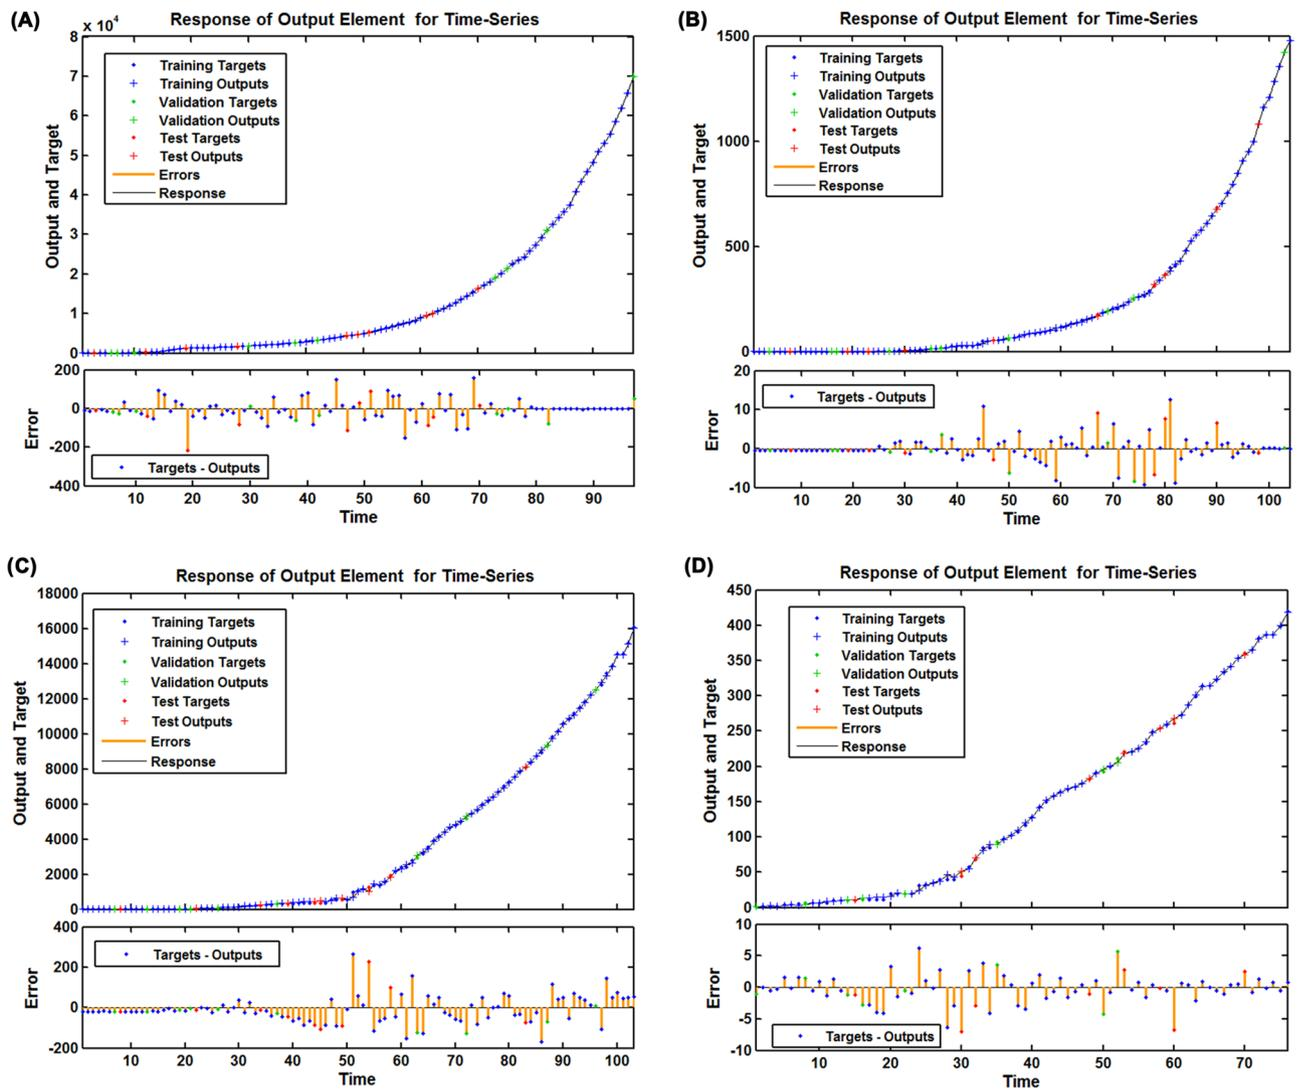 (A)
Response of Output Element for Time-Series
x 10⁴
8
7
6
5
4
3
2
1
0
Output and Target
Training Targets
Training Outputs
Validation Targets
Validation Outputs
Test Targets
Test Outputs
Errors
Response
200
0
-200
-400
Error
Targets - Outputs
10 20 30 40 50 60 70 80 90
Time
(B)
Response of Output Element for Time-Series
1500
1000
500
0
Output and Target
Training Targets
Training Outputs
Validation Targets
Validation Outputs
Test Targets
Test Outputs
Errors
Response
20
10
0
-10
Error
Targets - Outputs
10 20 30 40 50 60 70 80 90 100
Time
(C)
Response of Output Element for Time-Series
18000
16000
14000
12000
10000
8000
6000
4000
2000
0
Output and Target
Training Targets
Training Outputs
Validation Targets
Validation Outputs
Test Targets
Test Outputs
Errors
Response
400
200
0
-200
Error
Targets - Outputs
10 20 30 40 50 60 70 80 90 100
Time
(D)
Response of Output Element for Time-Series
450
400
350
300
250
200
150
100
50
0
Output and Target
Training Targets
Training Outputs
Validation Targets
Validation Outputs
Test Targets
Test Outputs
Errors
Response
10
5
0
-5
-10
Error
Targets - Outputs
10 20 30 40 50 60 70
Time